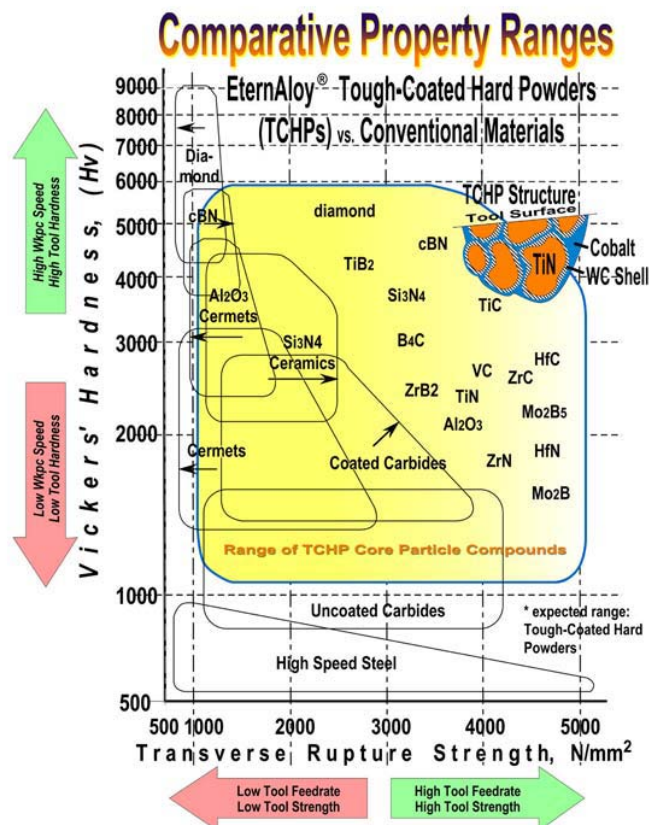 Comparative Property Ranges
EternAloy® Tough-Coated Hard Powders
(TCHPs) vs. Conventional Materials
High Wkpc Speed
High Tool Hardness
Low Wkpc Speed
Low Tool Hardness
Vickers' Hardness, (Hv)
9000
8000
7000
6000
5000
4000
3000
2000
1000
500
Dia-
mond
cBN
Al2O3
Cermets
Si3N4
Ceramics
Cermets
Coated Carbides
diamond
cBN
TiB2
Si3N4
TiC
B4C
VC
HfC
ZrC
ZrB2
TiN
Mo2B5
Al2O3
ZrN
HfN
Mo2B
TCHP Structure
Tool Surface
TiN
Cobalt
WC Shell
Range of TCHP Core Particle Compounds
Uncoated Carbides
* expected range:
Tough-Coated Hard
Powders
High Speed Steel
500 1000 2000 3000 4000 5000
Transverse Rupture Strength, N/mm2
Low Tool Feedrate
Low Tool Strength
High Tool Feedrate
High Tool Strength